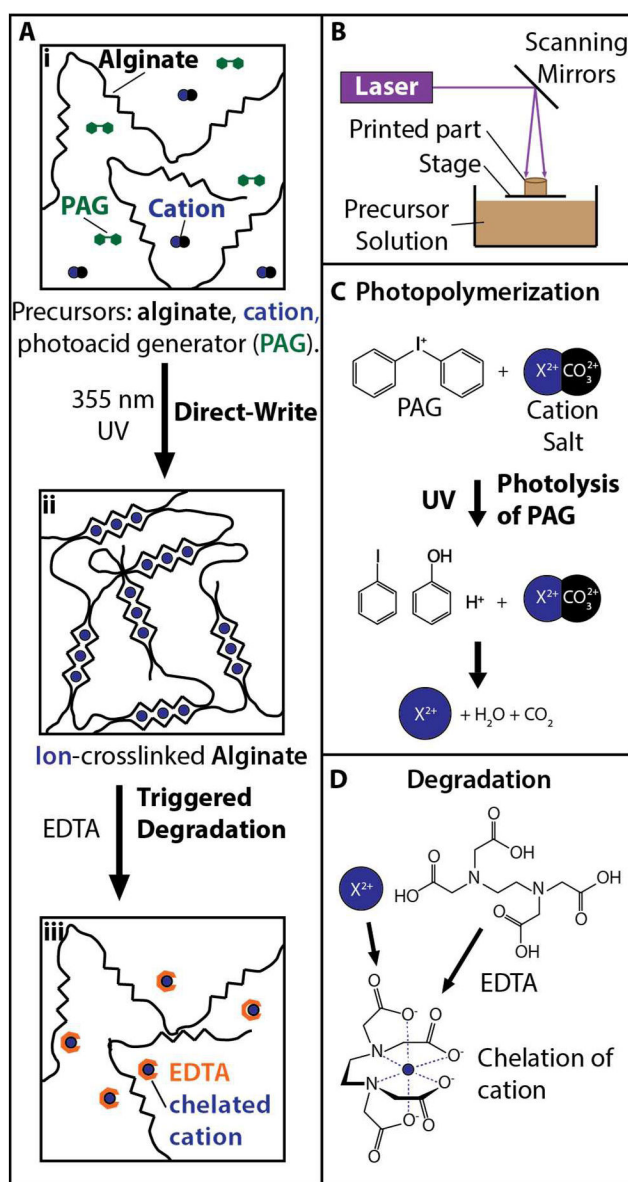 A
i
Alginate
PAG
Cation
Precursors: alginate, cation,
photoacid generator (PAG).
355 nm
UV
Direct-Write
ii
Ion-crosslinked Alginate
EDTA
Triggered
Degradation
iii
EDTA
chelated
cation
B
Scanning
Mirrors
Laser
Printed part
Stage
Precursor
Solution
C Photopolymerization
I⁺
PAG
+
X²⁺ CO₃²⁺
Cation
Salt
UV
Photolysis
of PAG
I
OH
H⁺ +
X²⁺ CO₃²⁺
X²⁺ + H₂O + CO₂
D Degradation
X²⁺
O
OH
O
HO
N
N
O
OH
O
OH
EDTA
O
O⁻
O
N
O⁻
N
O⁻
O
O⁻
O
Chelation of
cation